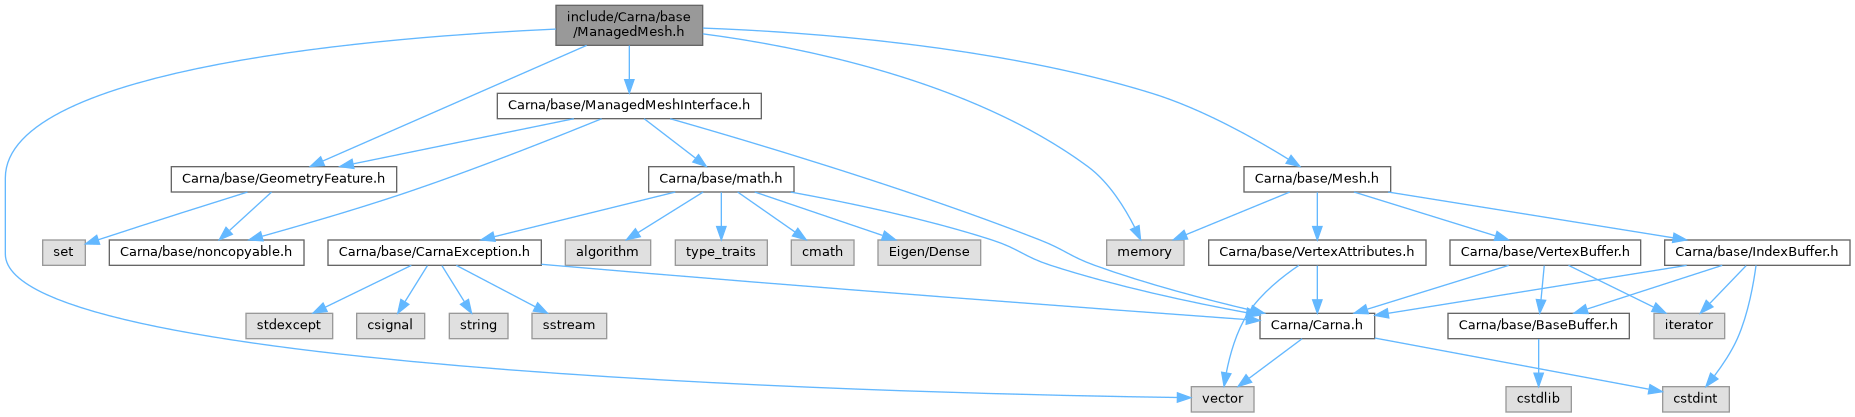 include/Carna/base
/ManagedMesh.h
Carna/base/ManagedMeshInterface.h
Carna/base/GeometryFeature.h
Carna/base/math.h
Carna/base/Mesh.h
set
Carna/base/noncopyable.h
Carna/base/CarnaException.h
algorithm
type_traits
cmath
Eigen/Dense
memory
Carna/base/VertexAttributes.h
Carna/base/VertexBuffer.h
Carna/base/IndexBuffer.h
stdexcept
csignal
string
sstream
Carna/Carna.h
Carna/base/BaseBuffer.h
iterator
vector
cstdlib
cstdint